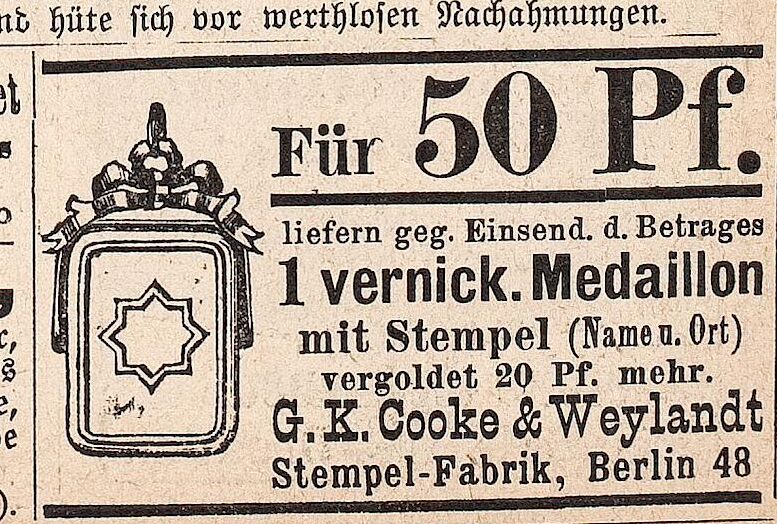 hüte sich vor werthlosen Nachahmungen.
Für 50 Pf.
liefern geg. Einsend. d. Betrages
1 vernick. Medaillon
mit Stempel (Name u. Ort)
vergoldet 20 Pf. mehr.
G. K. Cooke & Weylandt
Stempel-Fabrik, Berlin 48